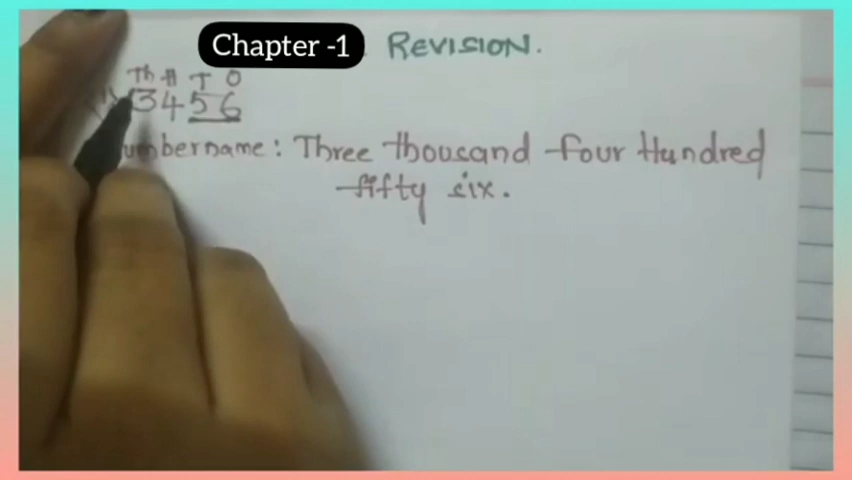 Chapter -1 REVISION.
Th H T O
3456
Number name: Three thousand four Hundred
fifty six.